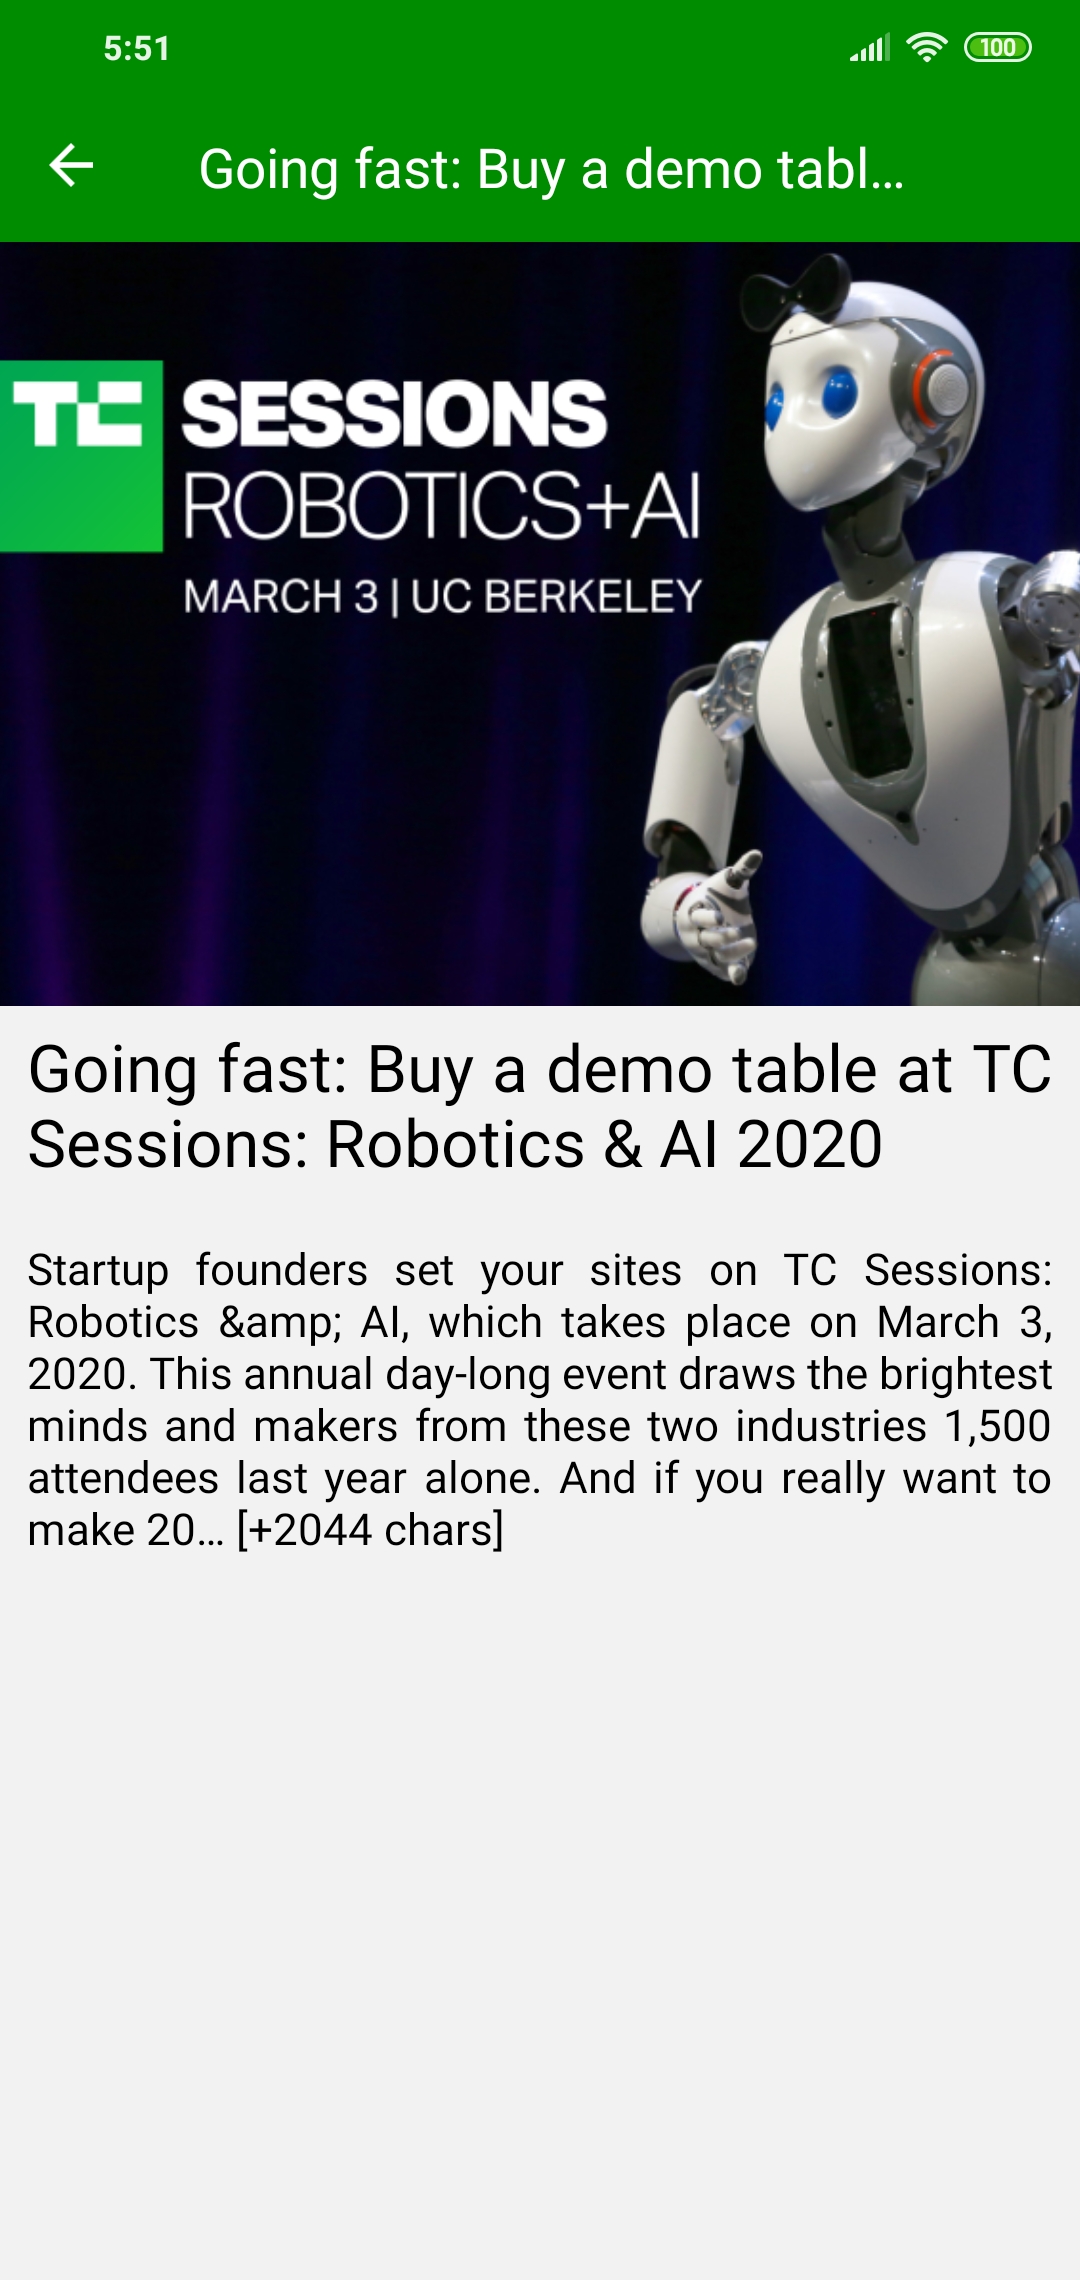 5:51
100
Going fast: Buy a demo tabl...
TC SESSIONS
ROBOTICS+AI
MARCH 3 | UC BERKELEY
Going fast: Buy a demo table at TC
Sessions: Robotics & AI 2020
Startup founders set your sites on TC Sessions:
Robotics &amp; AI, which takes place on March 3,
2020. This annual day-long event draws the brightest
minds and makers from these two industries 1,500
attendees last year alone. And if you really want to
make 20... [+2044 chars]